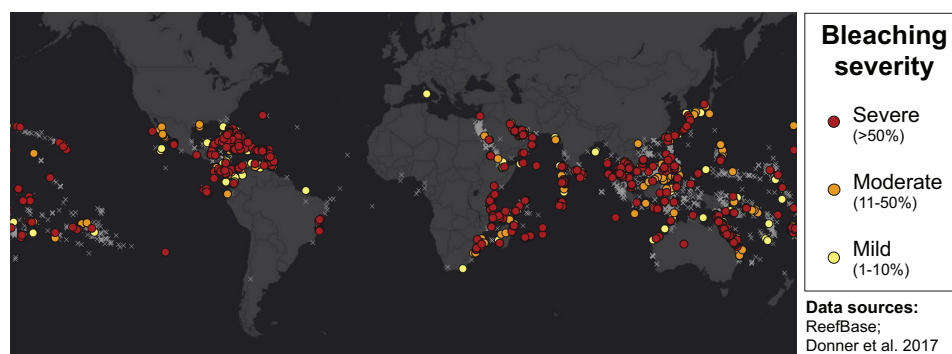 Bleaching
severity
Severe
(>50%)
Moderate
(11-50%)
Mild
(1-10%)
Data sources:
ReefBase;
Donner et al. 2017